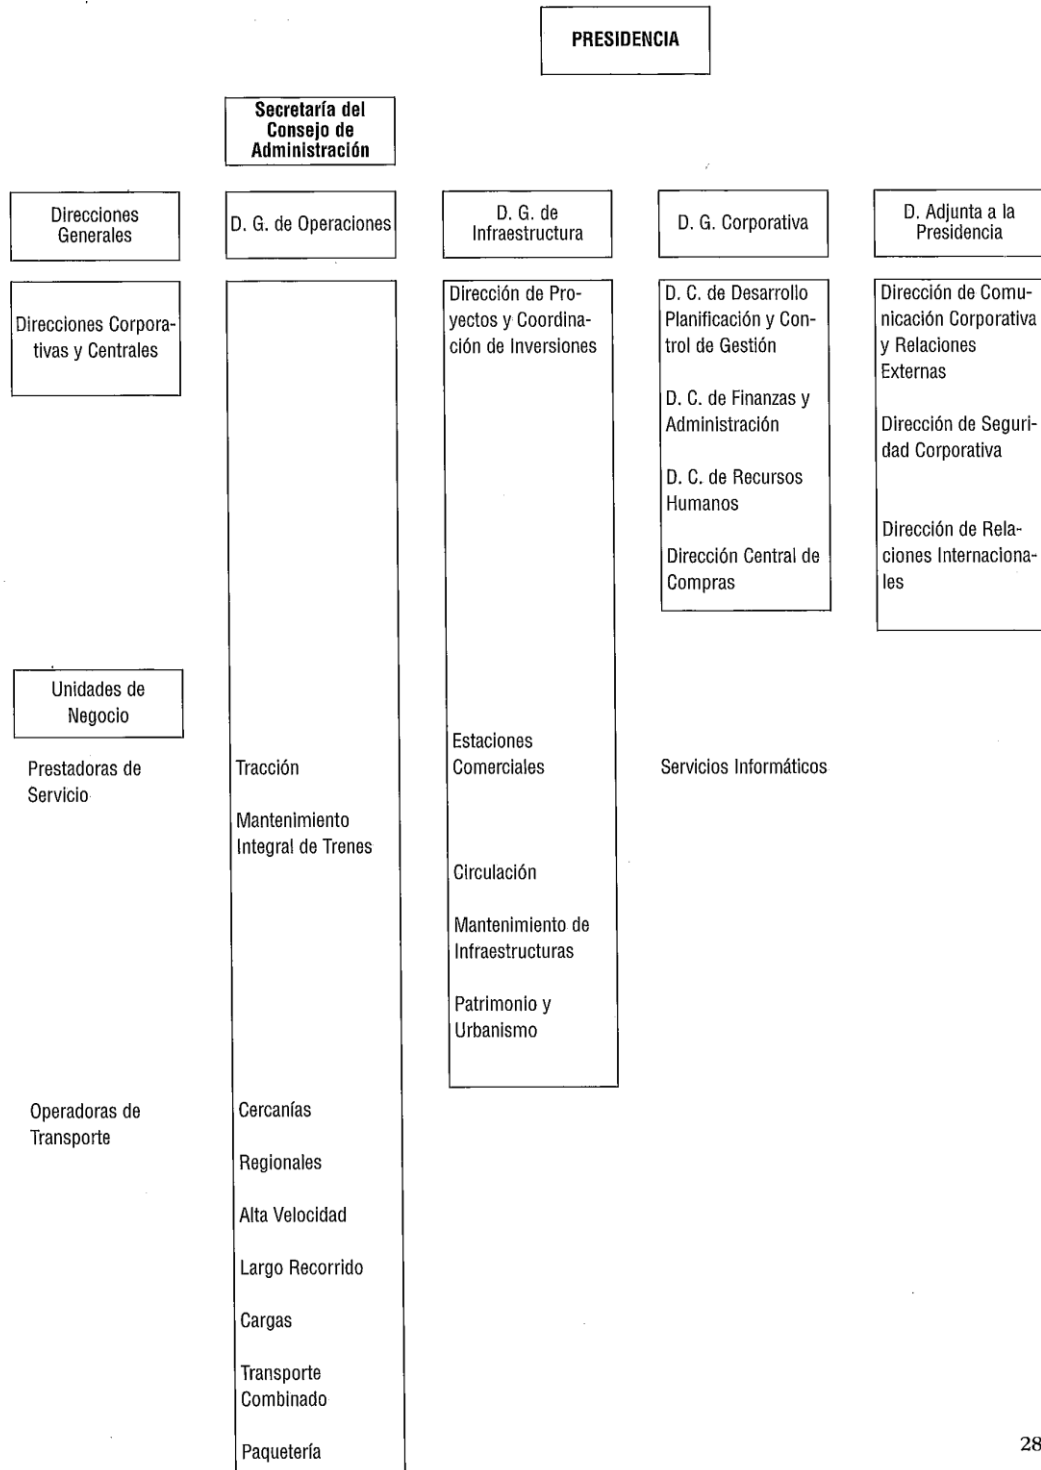 PRESIDENCIA
Secretaría del
Consejo de
Administración
Direcciones
Generales
D. G. de Operaciones
D. G. de
Infraestructura
D. G. Corporativa
D. Adjunta a la
Presidencia
Direcciones Corpora-
tivas y Centrales
Dirección de Pro-
yectos y Coordina-
ción de Inversiones
D. C. de Desarrollo
Planificación y Con-
trol de Gestión
D. C. de Finanzas y
Administración
D. C. de Recursos
Humanos
Dirección Central de
Compras
Dirección de Comu-
nicación Corporativa
y Relaciones
Externas
Dirección de Seguri-
dad Corporativa
Dirección de Rela-
ciones Internaciona-
les
Unidades de
Negocio
Prestadoras de
Servicio
Tracción
Mantenimiento
Integral de Trenes
Estaciones
Comerciales
Circulación
Mantenimiento de
Infraestructuras
Patrimonio y
Urbanismo
Servicios Informáticos
Operadoras de
Transporte
Cercanías
Regionales
Alta Velocidad
Largo Recorrido
Cargas
Transporte
Combinado
Paquetería
28